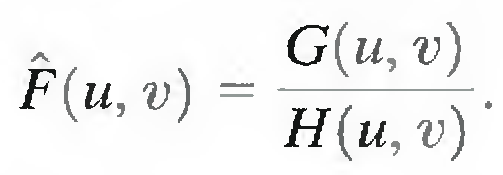 F̂(u, v) = G(u, v) / H(u, v).